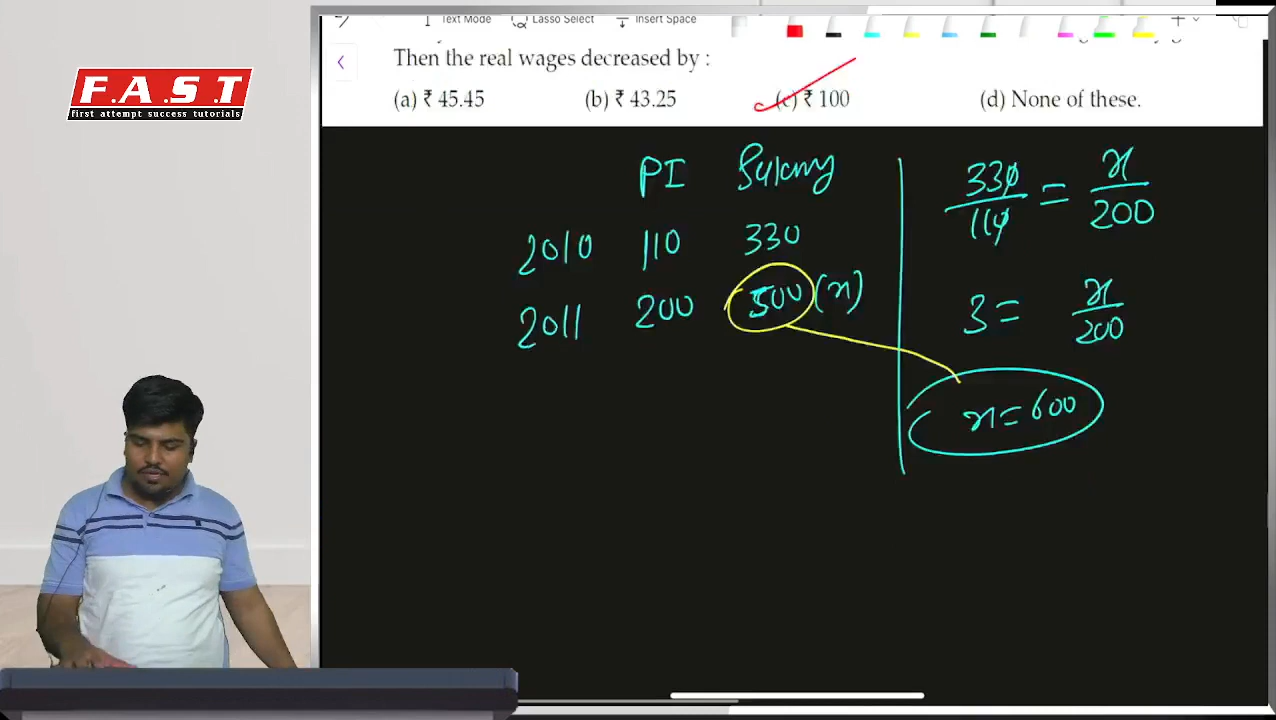 Text Mode Lasso Select Insert Space
F.A.S.T
first attempt success tutorials
Then the real wages decreased by :
(a) ₹ 45.45 (b) ₹ 43.25 (c) ₹ 100 (d) None of these.
PI Salary
2010 110 330
2011 200 500 (x)
330/110 = x/200
3 = x/200
x = 600